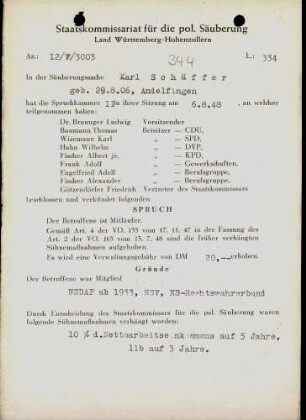 Staatskommissariat für die pol. Säuberung
Land Württemberg-Hohenzollern
Az.: 12/V/3003
344
L.: 334
In der Säuberungssache Karl Schäffer
geb. 29.8.06, Andelfingen
hat die Spruchkammer in ihrer Sitzung am 6.8.48, an welcher
teilgenommen haben:
Dr. Braunger Ludwig Vorsitzender
Baumann Thomas Beisitzer — CDU,
Wiesmann Karl „ — SPD,
Hahn Wilhelm „ — DVP,
Fischer Albert jr. „ — KPD,
Frank Adolf „ — Gewerkschaften,
Engelfried Adolf „ — Berufsgruppe,
Fischer Alexander „ — Berufsgruppe,
Götzendörfer Friedrich Vertreter des Staatskommissars
beschlossen und verkündet folgenden
SPRUCH
Der Betroffene ist Mitläufer.
Gemäß Art. 4 der VO. 133 vom 17. 11. 47 in der Fassung des
Art. 2 der VO. 165 vom 13. 7. 48 sind die früher verhängten
Sühnemaßnahmen aufgehoben.
Es wird eine Verwaltungsgebühr von DM 20,-- erhoben.
Gründe
Der Betroffene war Mitglied
NSDAP ab 1933, NSV, NS-Rechtswahrerbund
Durch Entscheidung des Staatskommissars für die pol. Säuberung waren
folgende Sühnemaßnahmen verhängt worden:
10 % d. Nettoarbeitseinkommens auf 5 Jahre,
11b auf 3 Jahre.